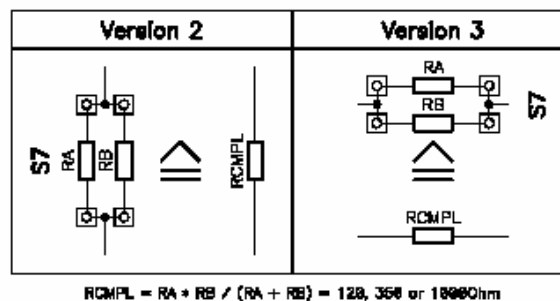 Version 2
Version 3
S7
RA
RB
RCMPL
RA
RB
S7
RCMPL
RCMPL = RA * RB / (RA + RB) = 120, 350 or 1000Ohm